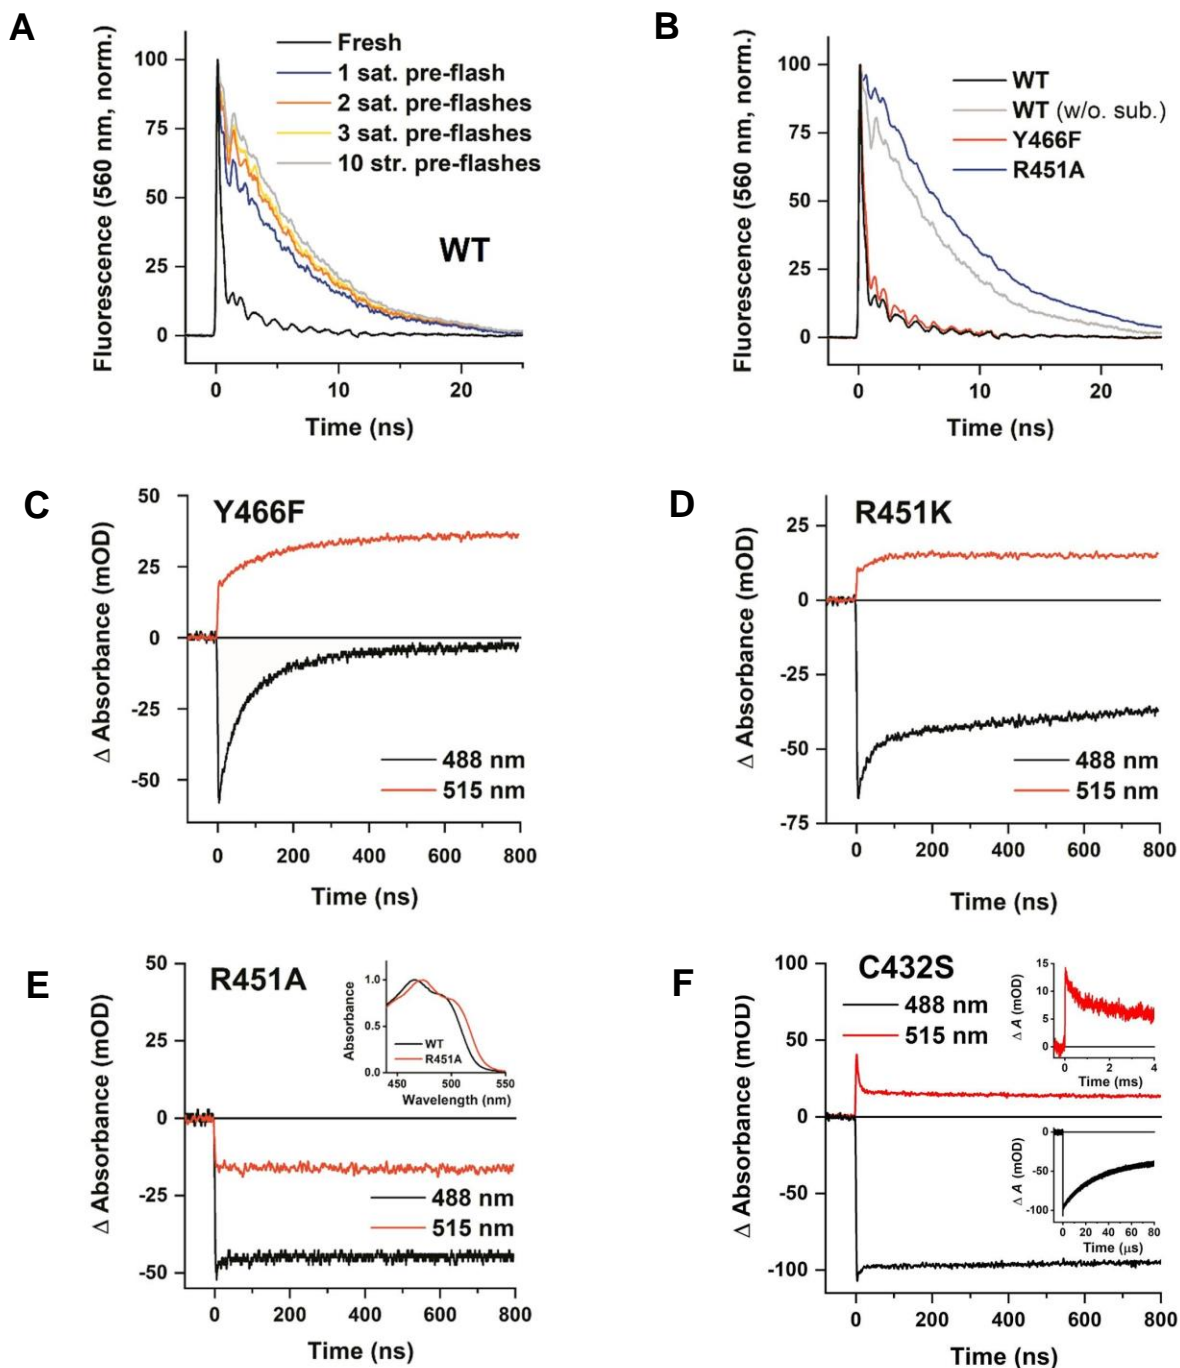 A
Fluorescence (560 nm, norm.)
100
75
50
25
0
Fresh
1 sat. pre-flash
2 sat. pre-flashes
3 sat. pre-flashes
10 str. pre-flashes
WT
0 10 20
Time (ns)
B
Fluorescence (560 nm, norm.)
100
75
50
25
0
WT
WT (w/o. sub.)
Y466F
R451A
0 10 20
Time (ns)
C
Δ Absorbance (mOD)
50
25
0
-25
-50
Y466F
488 nm
515 nm
0 200 400 600 800
Time (ns)
D
Δ Absorbance (mOD)
25
0
-25
-50
-75
R451K
488 nm
515 nm
0 200 400 600 800
Time (ns)
E
Δ Absorbance (mOD)
50
25
0
-25
-50
R451A
Absorbance
1.0
0.5
0.0
WT
R451A
450 500 550
Wavelength (nm)
488 nm
515 nm
0 200 400 600 800
Time (ns)
F
Δ Absorbance (mOD)
100
50
0
-50
-100
C432S
488 nm
515 nm
Δ A (mOD)
15
10
5
0
0 2 4
Time (ms)
Δ A (mOD)
0
-50
-100
0 20 40 60 80
Time (μs)
0 200 400 600 800
Time (ns)